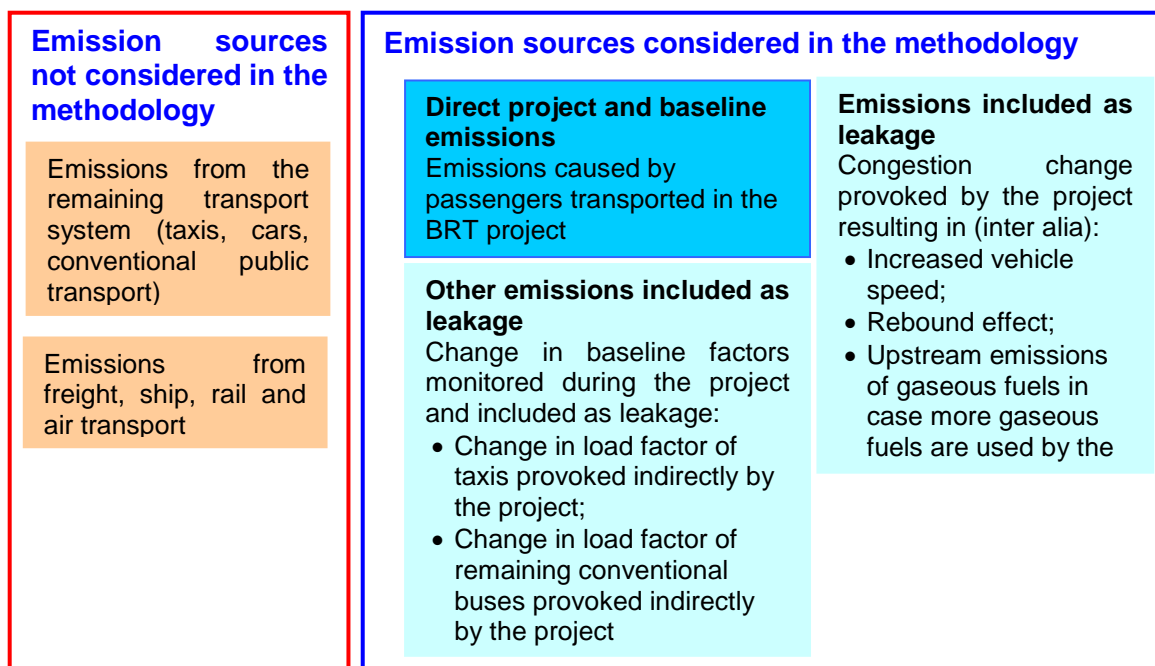 Emission sources
not considered in the
methodology
Emissions from the
remaining transport
system (taxis, cars,
conventional public
transport)
Emissions from
freight, ship, rail and
air transport
Emission sources considered in the methodology
Direct project and baseline
emissions
Emissions caused by
passengers transported in the
BRT project
Other emissions included as
leakage
Change in baseline factors
monitored during the project
and included as leakage:
• Change in load factor of
taxis provoked indirectly by
the project;
• Change in load factor of
remaining conventional
buses provoked indirectly
by the project
Emissions included as
leakage
Congestion change
provoked by the project
resulting in (inter alia):
• Increased vehicle
speed;
• Rebound effect;
• Upstream emissions
of gaseous fuels in
case more gaseous
fuels are used by the